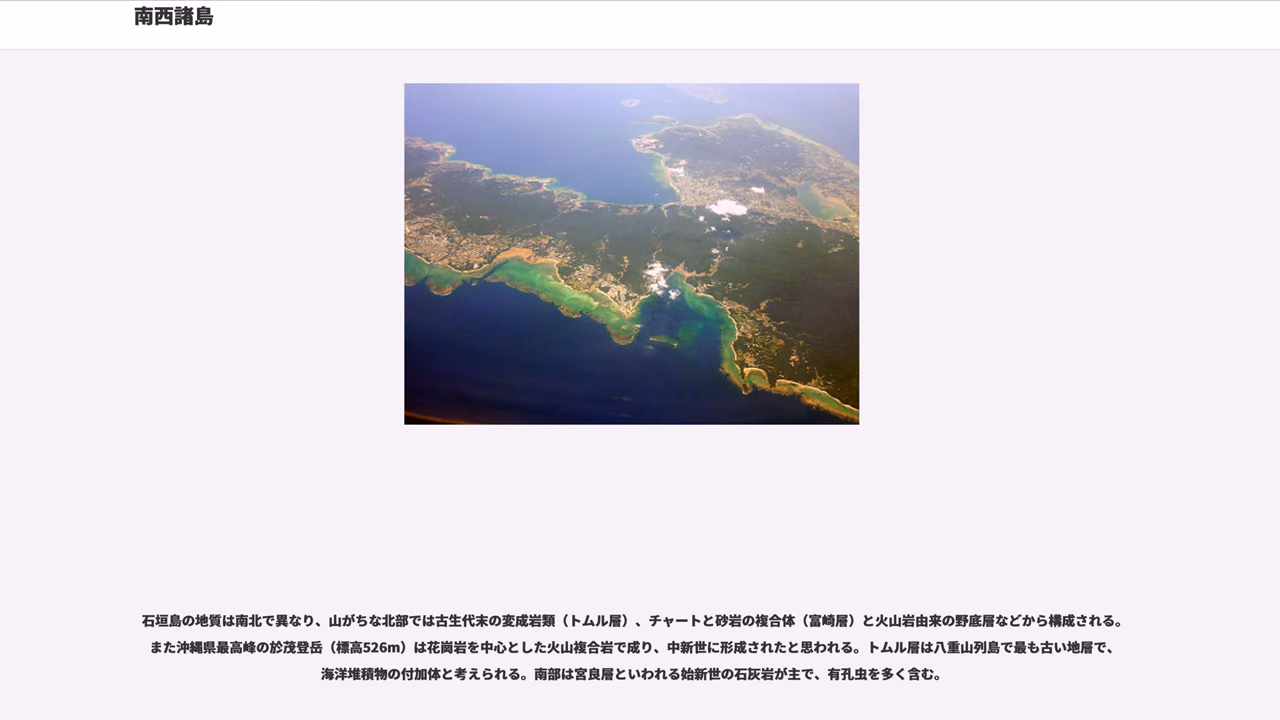 南西諸島
石垣島の地質は南北で異なり、山がちな北部では古生代末の変成岩類（トムル層）、チャートと砂岩の複合体（富崎層）と火山岩由来の野底層などから構成される。
また沖縄県最高峰の於茂登岳（標高526m）は花崗岩を中心とした火山複合岩で成り、中新世に形成されたと思われる。トムル層は八重山列島で最も古い地層で、
海洋堆積物の付加体と考えられる。南部は宮良層といわれる始新世の石灰岩が主で、有孔虫を多く含む。